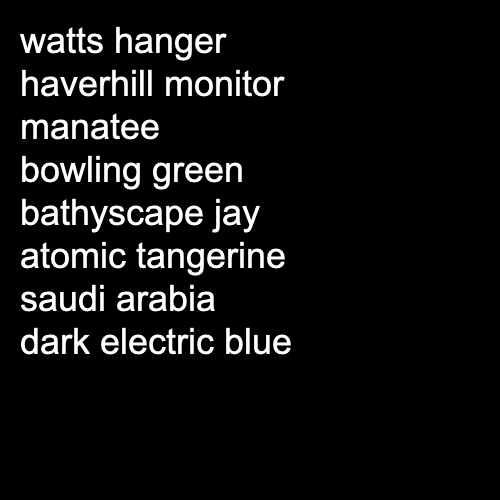 watts hanger
haverhill monitor
manatee
bowling green
bathyscape jay
atomic tangerine
saudi arabia
dark electric blue